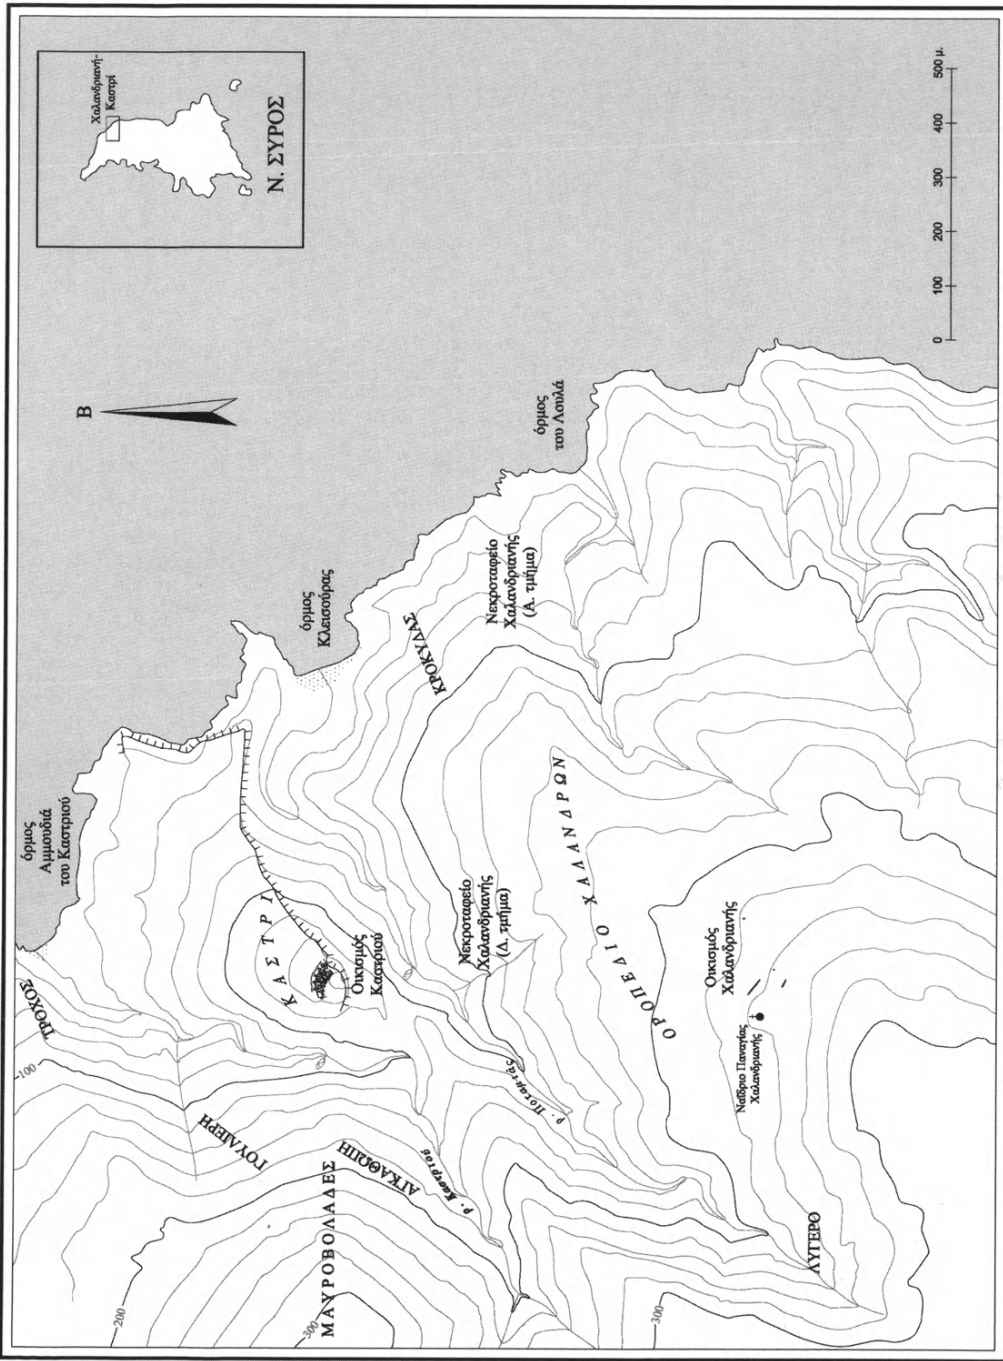 Χαλανδριανή-
Καστρί
Ν. ΣΥΡΟΣ
Β
0 100 200 300 400 500 μ.
όρμος
Αμμουδιά
του Καστριού
όρμος
Κλεισούρας
όρμος
του Λουλά
ΤΡΟΧΟΣ
100
ΚΑΣΤΡΙ
Οικισμός
Καστριού
ΚΡΟΚΥΛΑΣ
Νεκροταφείο
Χαλανδριανής
(Α. τμήμα)
Νεκροταφείο
Χαλανδριανής
(Δ. τμήμα)
ΓΟΥΛΙΕΡΗ
ΑΓΚΑΘΩΠΗ
ΜΑΥΡΟΒΟΛΑΔΕΣ
ρ. Καστριού
ρ. Ποταμιάς
ΟΡΟΠΕΔΙΟ ΧΑΛΑΝΔΡΩΝ
Οικισμός
Χαλανδριανής
Ναΐδριο Παναγίας
Χαλανδριανής
ΛΥΓΕΡΟ
200
300
300